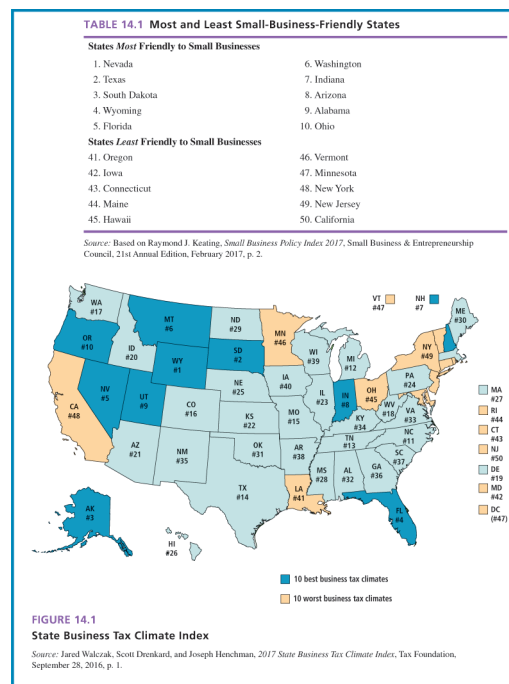 TABLE 14.1 Most and Least Small-Business-Friendly States
States Most Friendly to Small Businesses
1. Nevada
2. Texas
3. South Dakota
4. Wyoming
5. Florida
6. Washington
7. Indiana
8. Arizona
9. Alabama
10. Ohio
States Least Friendly to Small Businesses
41. Oregon
42. Iowa
43. Connecticut
44. Maine
45. Hawaii
46. Vermont
47. Minnesota
48. New York
49. New Jersey
50. California
Source: Based on Raymond J. Keating, Small Business Policy Index 2017, Small Business & Entrepreneurship
Council, 21st Annual Edition, February 2017, p. 2.
WA
#17
OR
#10
CA
#48
NV
#5
ID
#20
MT
#6
WY
#1
UT
#9
AZ
#21
CO
#16
NM
#35
ND
#29
SD
#2
NE
#25
KS
#22
OK
#31
TX
#14
MN
#46
IA
#40
MO
#15
AR
#38
LA
#41
WI
#39
IL
#23
MI
#12
IN
#8
OH
#45
KY
#34
TN
#13
MS
#28
AL
#32
GA
#36
FL
#4
SC
#37
NC
#11
VA
#33
WV
#18
PA
#24
NY
#49
ME
#30
VT
#47
NH
#7
MA
#27
RI
#44
CT
#43
NJ
#50
DE
#19
MD
#42
DC
(#47)
AK
#3
HI
#26
10 best business tax climates
10 worst business tax climates
FIGURE 14.1
State Business Tax Climate Index
Source: Jared Walczak, Scott Drenkard, and Joseph Henchman, 2017 State Business Tax Climate Index, Tax Foundation,
September 28, 2016, p. 1.